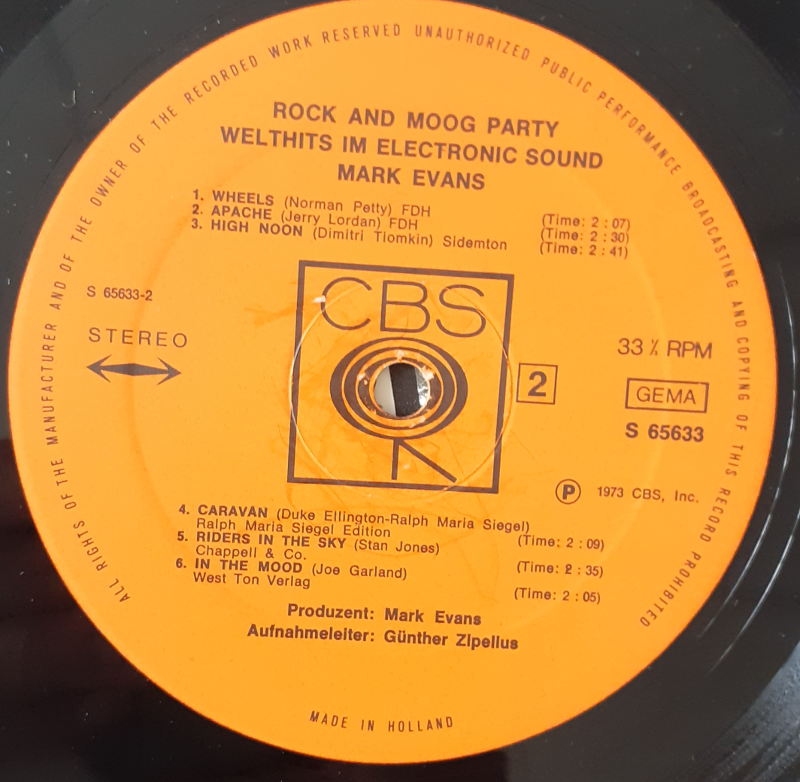 ALL RIGHTS OF THE MANUFACTURER AND OF THE OWNER OF THE RECORDED WORK RESERVED UNAUTHORIZED PUBLIC PERFORMANCE BROADCASTING AND COPYING OF THIS RECORD PROHIBITED
ROCK AND MOOG PARTY
WELTHITS IM ELECTRONIC SOUND
MARK EVANS
1. WHEELS (Norman Petty) FDH (Time: 2 : 07)
2. APACHE (Jerry Lordan) FDH (Time: 2 : 30)
3. HIGH NOON (Dimitri Tiomkin) Sidemton (Time: 2 : 41)
CBS
S 65633-2
STEREO
2
33 ⅓ RPM
GEMA
S 65633
Ⓟ 1973 CBS, Inc.
4. CARAVAN (Duke Ellington-Ralph Maria Siegel)
Ralph Maria Siegel Edition (Time: 2 : 09)
5. RIDERS IN THE SKY (Stan Jones)
Chappell & Co. (Time: 2 : 35)
6. IN THE MOOD (Joe Garland)
West Ton Verlag (Time: 2 : 05)
Produzent: Mark Evans
Aufnahmeleiter: Günther Zipelius
MADE IN HOLLAND